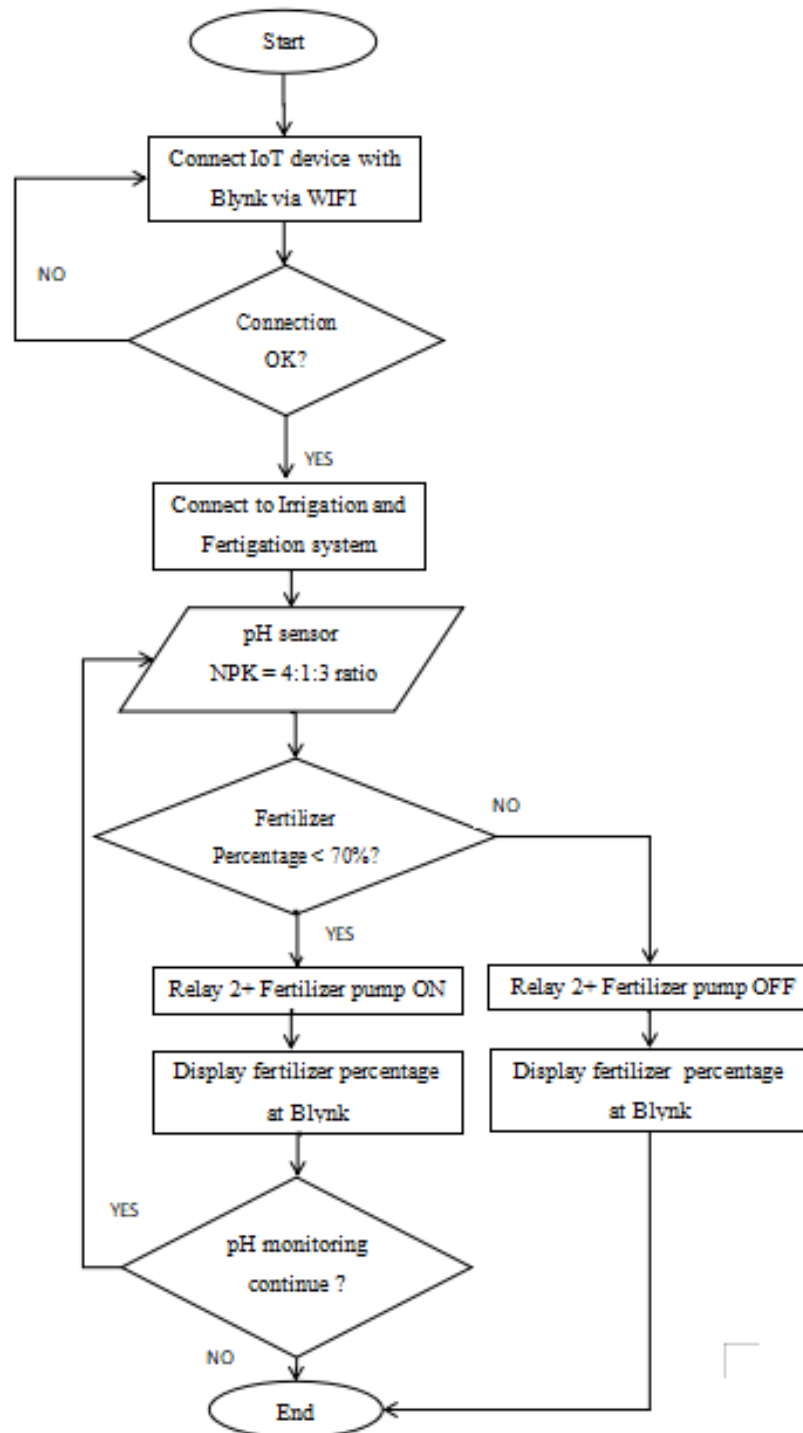 Start
Connect IoT device with
Blynk via WIFI
NO
Connection
OK?
YES
Connect to Irrigation and
Fertigation system
pH sensor
NPK = 4:1:3 ratio
NO
Fertilizer
Percentage < 70%?
YES
Relay 2+ Fertilizer pump ON
Relay 2+ Fertilizer pump OFF
Display fertilizer percentage
at Blynk
Display fertilizer percentage
at Blynk
YES
pH monitoring
continue ?
NO
End